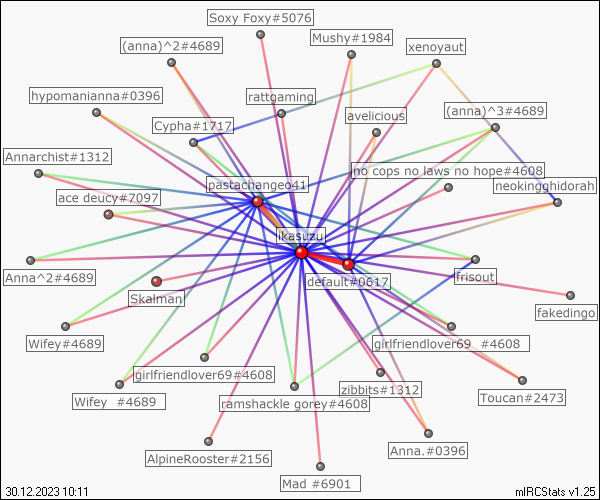 Soxy Foxy#5076
Mushy#1984
(anna)^2#4689
xenoyaut
hypomanianna#0396
rattgaming
avelicious
(anna)^3#4689
Cypha#1717
Annarchist#1312
no cops no laws no hope#4608
pastachangeo41
neokingghidorah
ace deucy#7097
ikasuzu
Anna^2#4689
default#0617
frisout
Skalman
fakedingo
Wifey#4689
girlfriendlover69_#4608
girlfriendlover69#4608
zibbits#1312
Toucan#2473
Wifey_#4689
ramshackle gorey#4608
Anna.#0396
AlpineRooster#2156
Mad_#6901
30.12.2023 10:11
mIRCStats v1.25